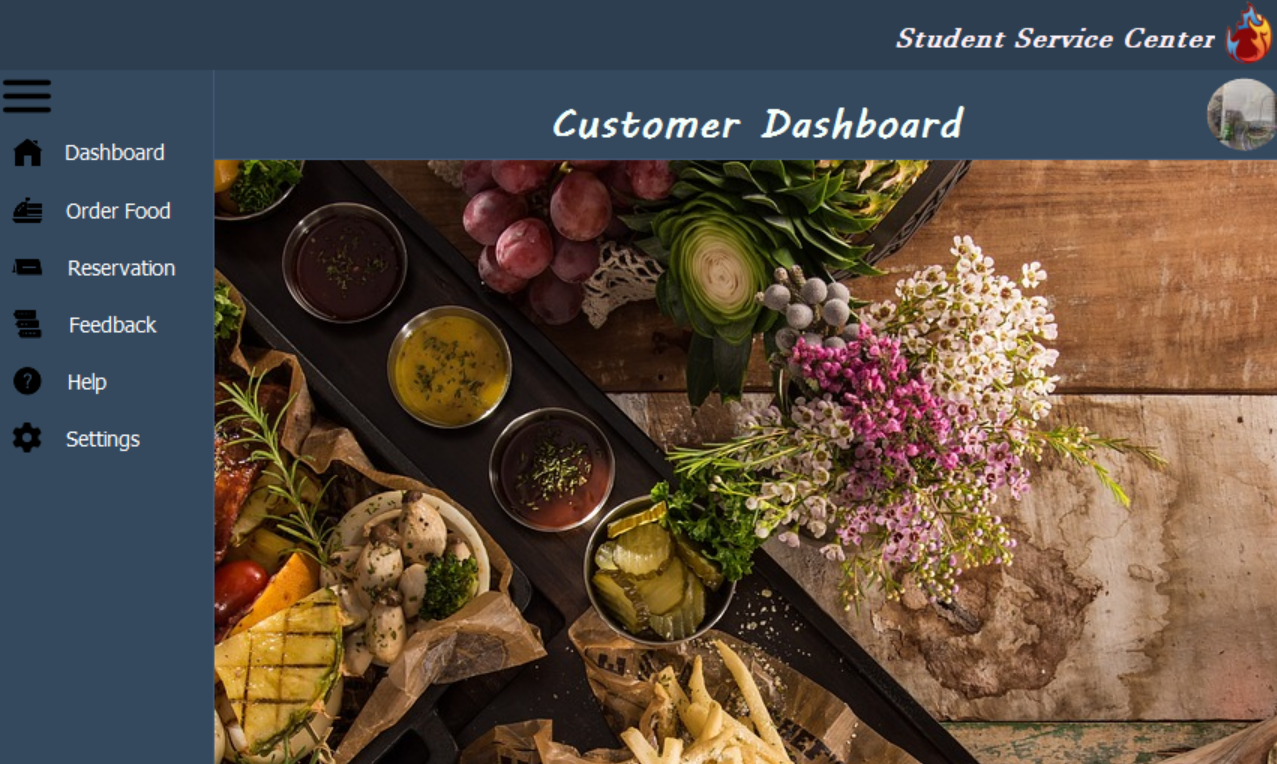 Student Service Center
Customer Dashboard
Dashboard
Order Food
Reservation
Feedback
Help
Settings